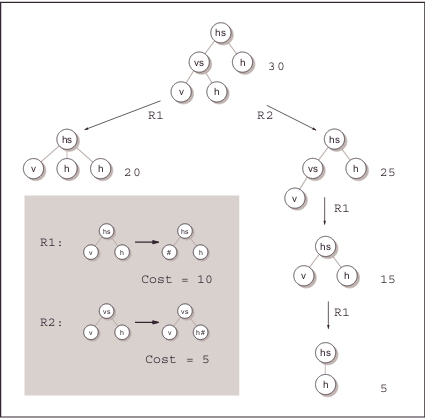 hs
vs h 30
v h
R1 R2
hs hs
v h h 20 vs h 25
v
R1
R1: hs hs
v h # h
hs
v h 15
Cost = 10
R2: vs vs
v h v h#
R1
Cost = 5
hs
h 5